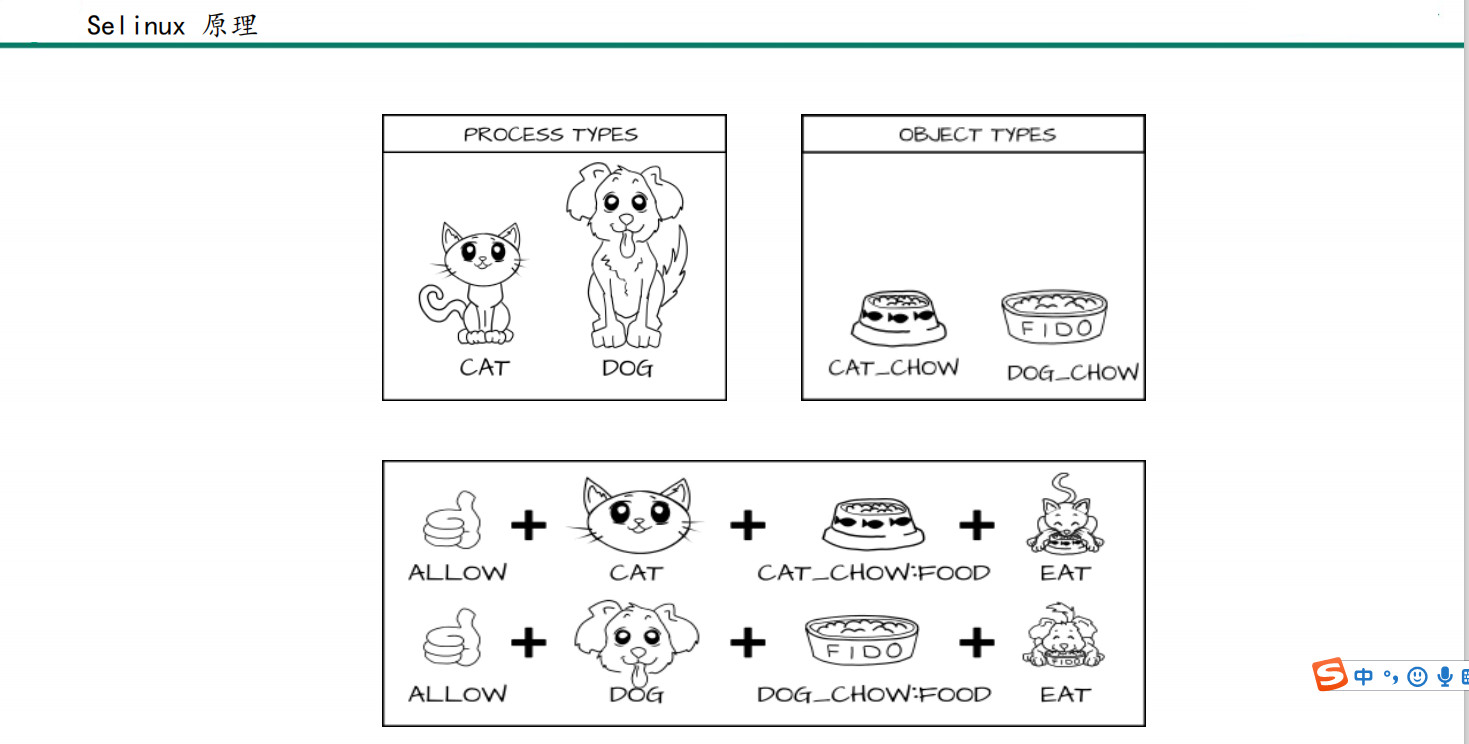 Selinux 原理
PROCESS TYPES
OBJECT TYPES
CAT
DOG
FIDO
CAT_CHOW
DOG_CHOW
ALLOW
CAT
CAT_CHOW:FOOD
EAT
FIDO
FIDO
ALLOW
DOG
DOG_CHOW:FOOD
EAT
S 中